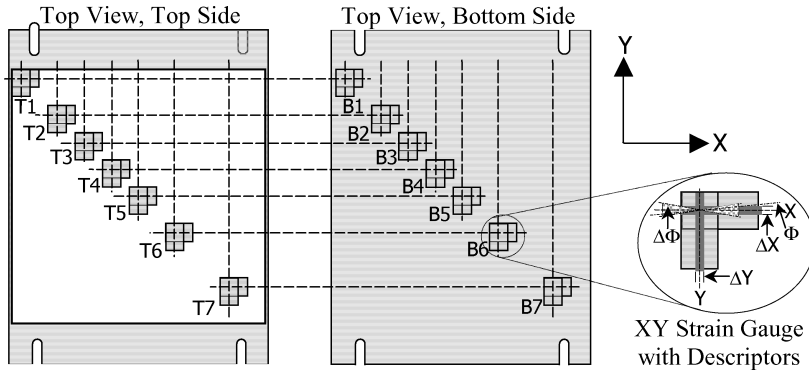 Top View, Top Side
Top View, Bottom Side
Y
X
T1
T2
T3
T4
T5
T6
T7
B1
B2
B3
B4
B5
B6
B7
X
ΔΦ
ΔX
Φ
ΔY
Y
XY Strain Gauge
with Descriptors